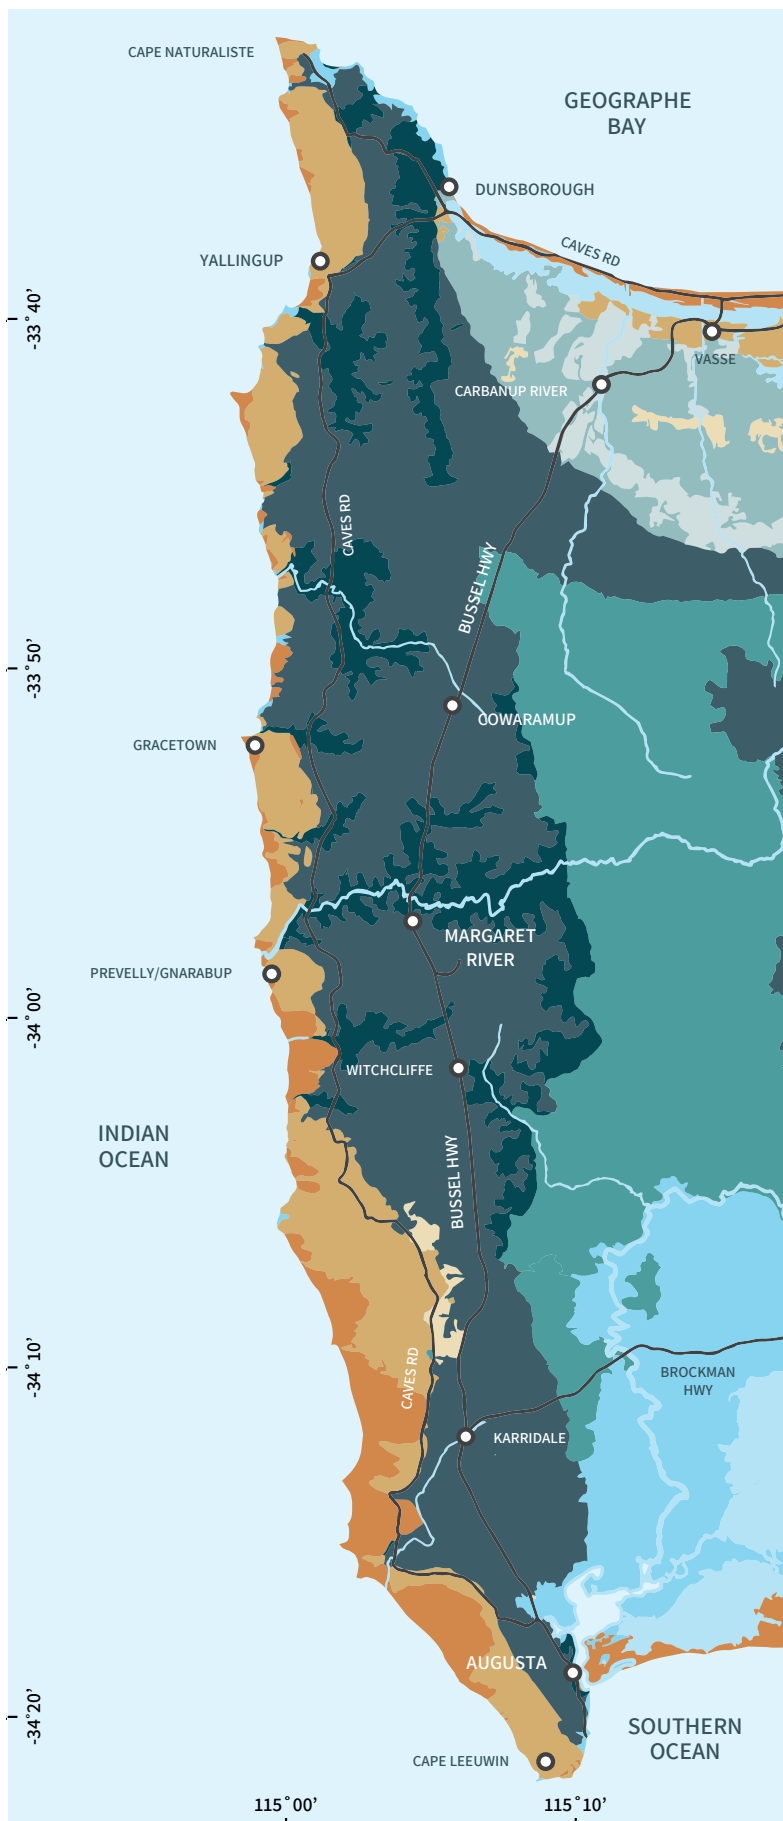 CAPE NATURALISTE
GEOGRAPHE
BAY
DUNSBOROUGH
CAVES RD
YALLINGUP
-33°40'
VASSE
CARBANUP RIVER
CAVES RD
BUSSEL HWY
-33°50'
COWARAMUP
GRACETOWN
MARGARET
RIVER
PREVELLY/GNARABUP
-34°00'
WITCHCLIFFE
INDIAN
OCEAN
BUSSEL HWY
-34°10'
CAVES RD
BROCKMAN
HWY
KARRIDALE
AUGUSTA
-34°20'
SOUTHERN
OCEAN
CAPE LEEUWIN
115°00'
115°10'